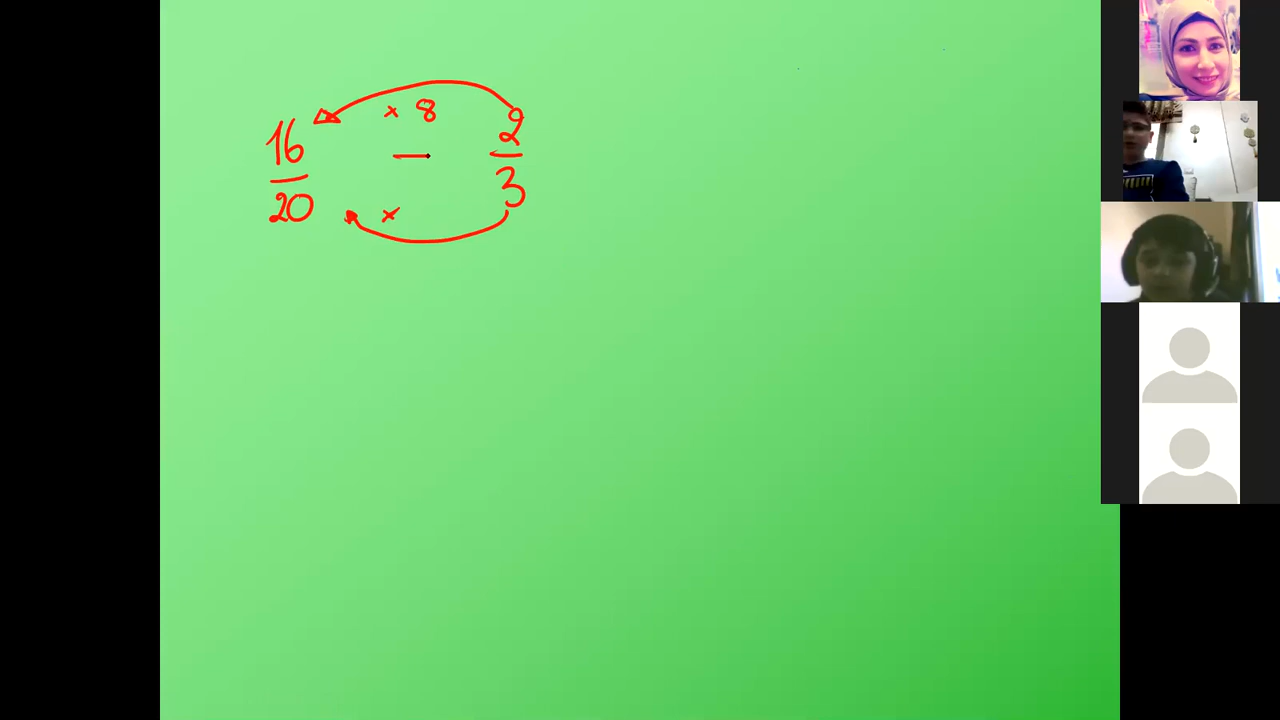 × 8
16/20 — 2/3
×